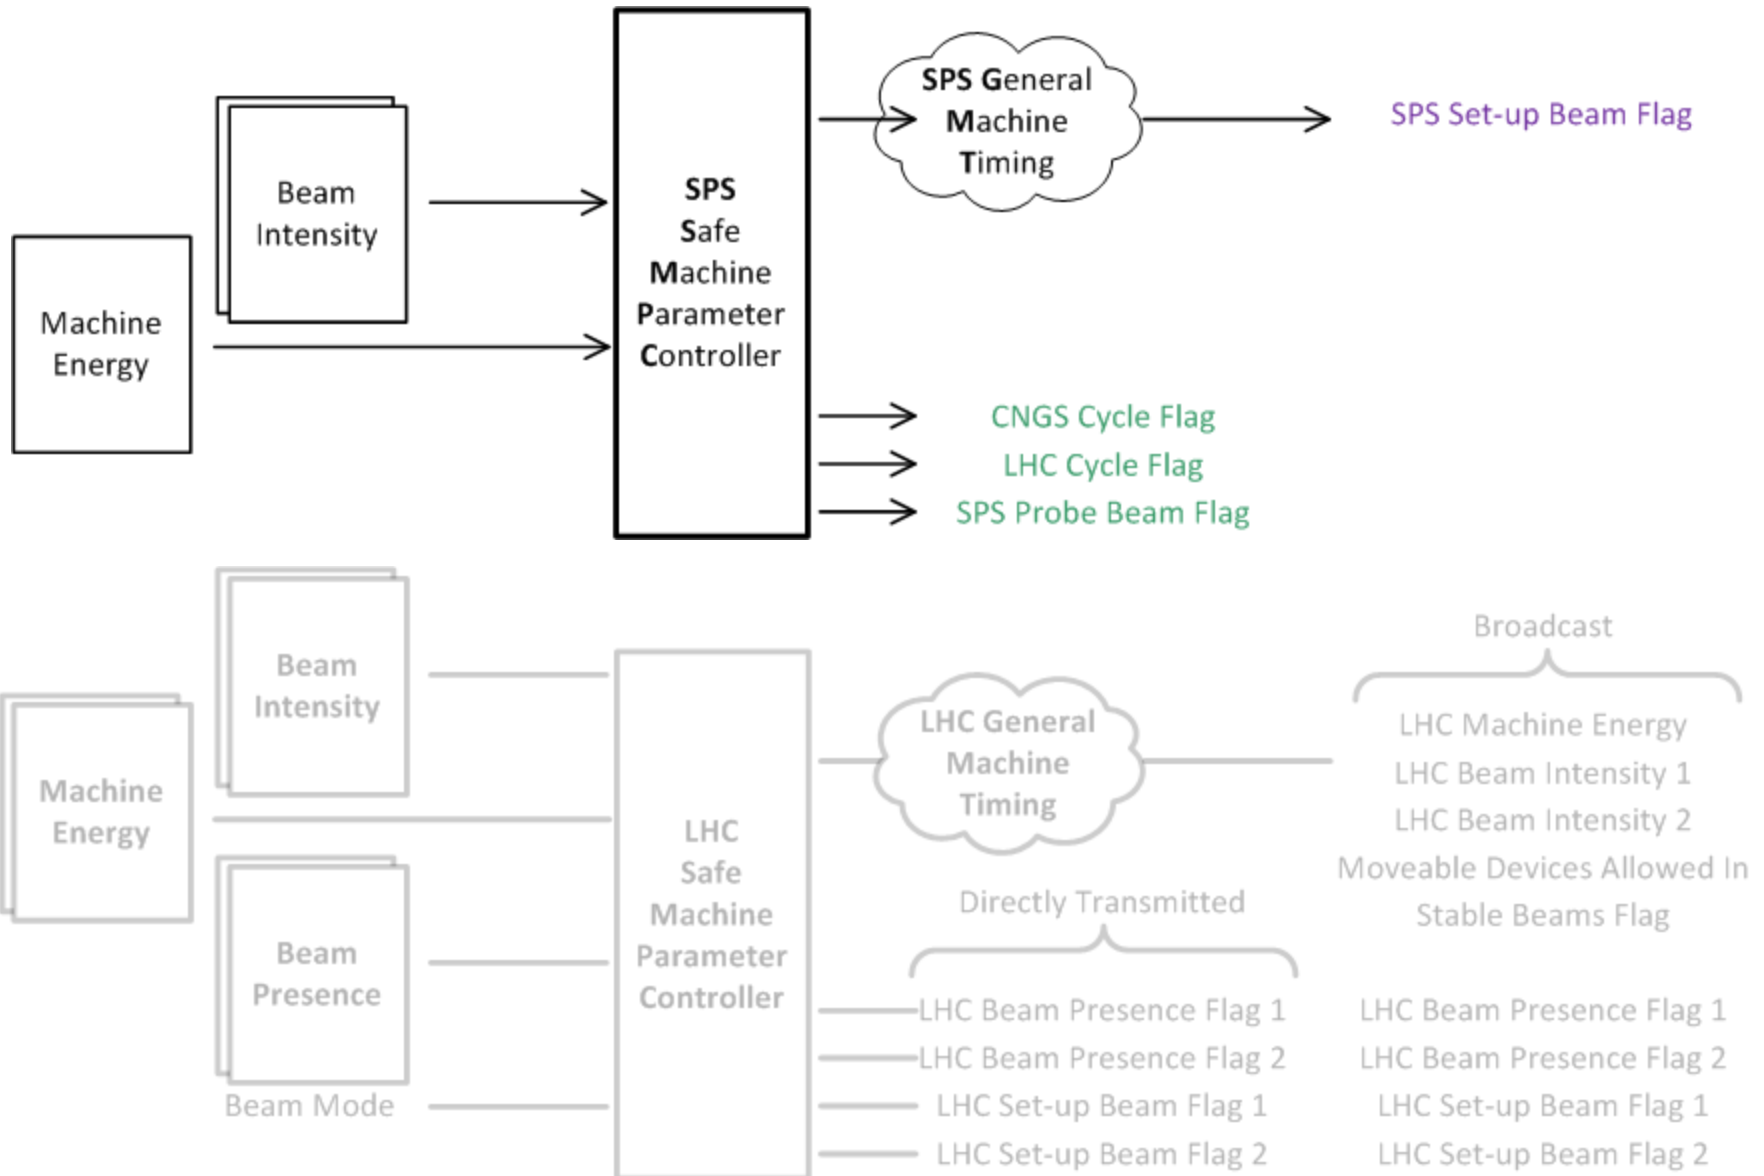 SPS General
Machine
Timing
SPS Set-up Beam Flag
Beam
Intensity
Machine
Energy
SPS
Safe
Machine
Parameter
Controller
CNGS Cycle Flag
LHC Cycle Flag
SPS Probe Beam Flag
Beam
Intensity
Machine
Energy
Beam
Presence
Beam Mode
LHC
Safe
Machine
Parameter
Controller
LHC General
Machine
Timing
Broadcast
LHC Machine Energy
LHC Beam Intensity 1
LHC Beam Intensity 2
Moveable Devices Allowed In
Stable Beams Flag
Directly Transmitted
LHC Beam Presence Flag 1
LHC Beam Presence Flag 2
LHC Set-up Beam Flag 1
LHC Set-up Beam Flag 2
LHC Beam Presence Flag 1
LHC Beam Presence Flag 2
LHC Set-up Beam Flag 1
LHC Set-up Beam Flag 2